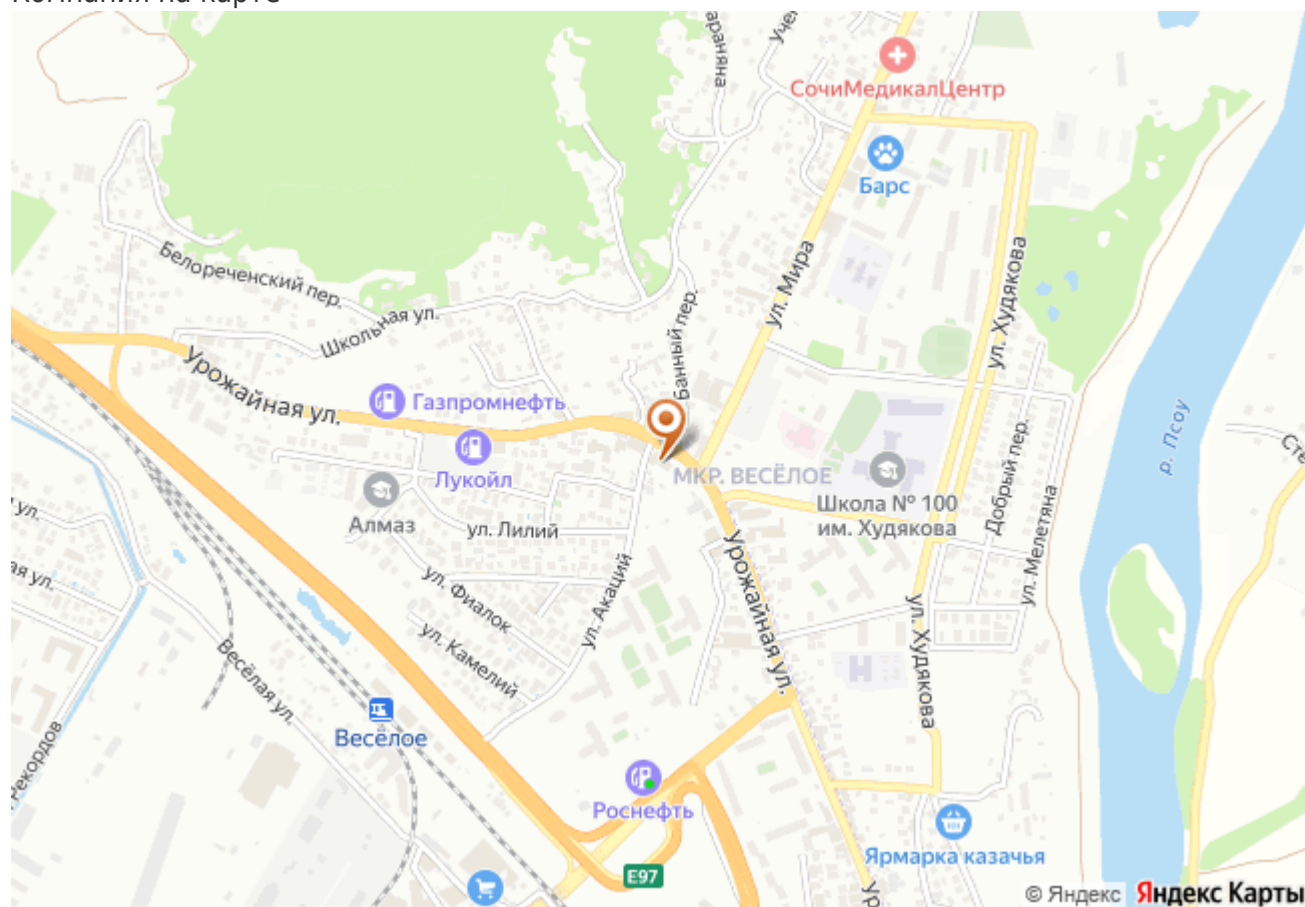 Компания на карте
СочиМедикалЦентр
Барс
Белореченский пер.
Школьная ул.
Банный пер.
ул. Мира
ул. Худякова
Урожайная ул.
Газпромнефть
Лукойл
Алмаз
ул. Лилий
МКР. ВЕСЁЛОЕ
Школа № 100
им. Худякова
Добрый пер.
ул. Мелетяна
р. Псоу
ул. Фиалок
ул. Акаций
ул. Камелий
Урожайная ул.
ул. Худякова
Весёлая ул.
Весёлое
Роснефть
E97
Ярмарка казачья
© Яндекс Яндекс Карты